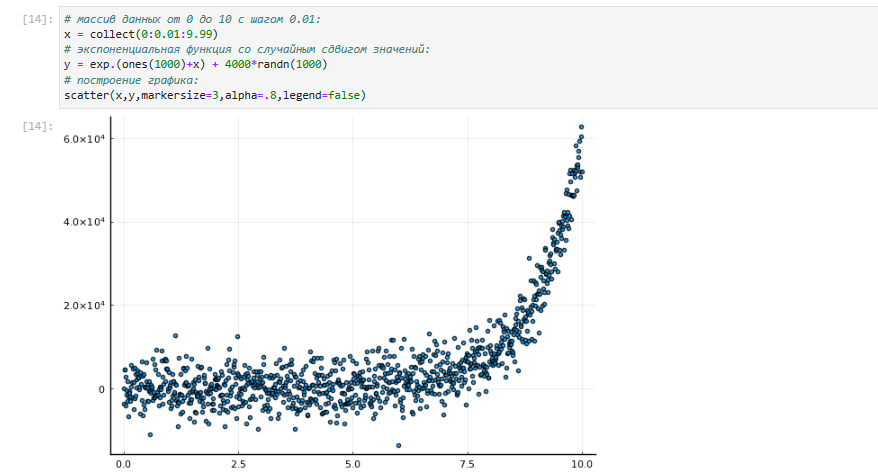 [14]: # массив данных от 0 до 10 с шагом 0.01:
x = collect(0:0.01:9.99)
# экспоненциальная функция со случайным сдвигом значений:
y = exp.(ones(1000)+x) + 4000*randn(1000)
# построение графика:
scatter(x,y,markersize=3,alpha=.8,legend=false)
[14]:
6.0×10⁴
4.0×10⁴
2.0×10⁴
0
0.0 2.5 5.0 7.5 10.0